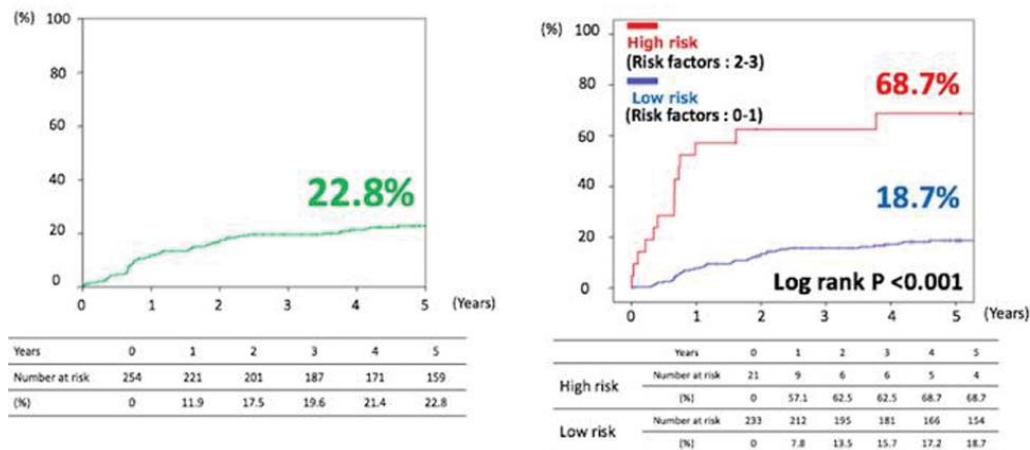 (%) 100
80
60
40
20
0
22.8%
0 1 2 3 4 5 (Years)
Years 0 1 2 3 4 5
Number at risk 254 221 201 187 171 159
(%) 0 11.9 17.5 19.6 21.4 22.8
(%) 100
80
60
40
20
0
High risk
(Risk factors : 2-3)
Low risk
(Risk factors : 0-1)
68.7%
18.7%
Log rank P <0.001
0 1 2 3 4 5 (Years)
Years 0 1 2 3 4 5
High risk
Number at risk 21 9 6 6 5 4
(%) 0 57.1 62.5 62.5 68.7 68.7
Low risk
Number at risk 233 212 195 181 166 154
(%) 0 7.8 13.5 15.7 17.2 18.7